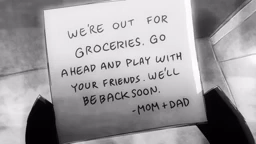 WE'RE OUT FOR
GROCERIES. GO
AHEAD AND PLAY WITH
YOUR FRIENDS. WE'LL
BE BACK SOON.
-MOM + DAD